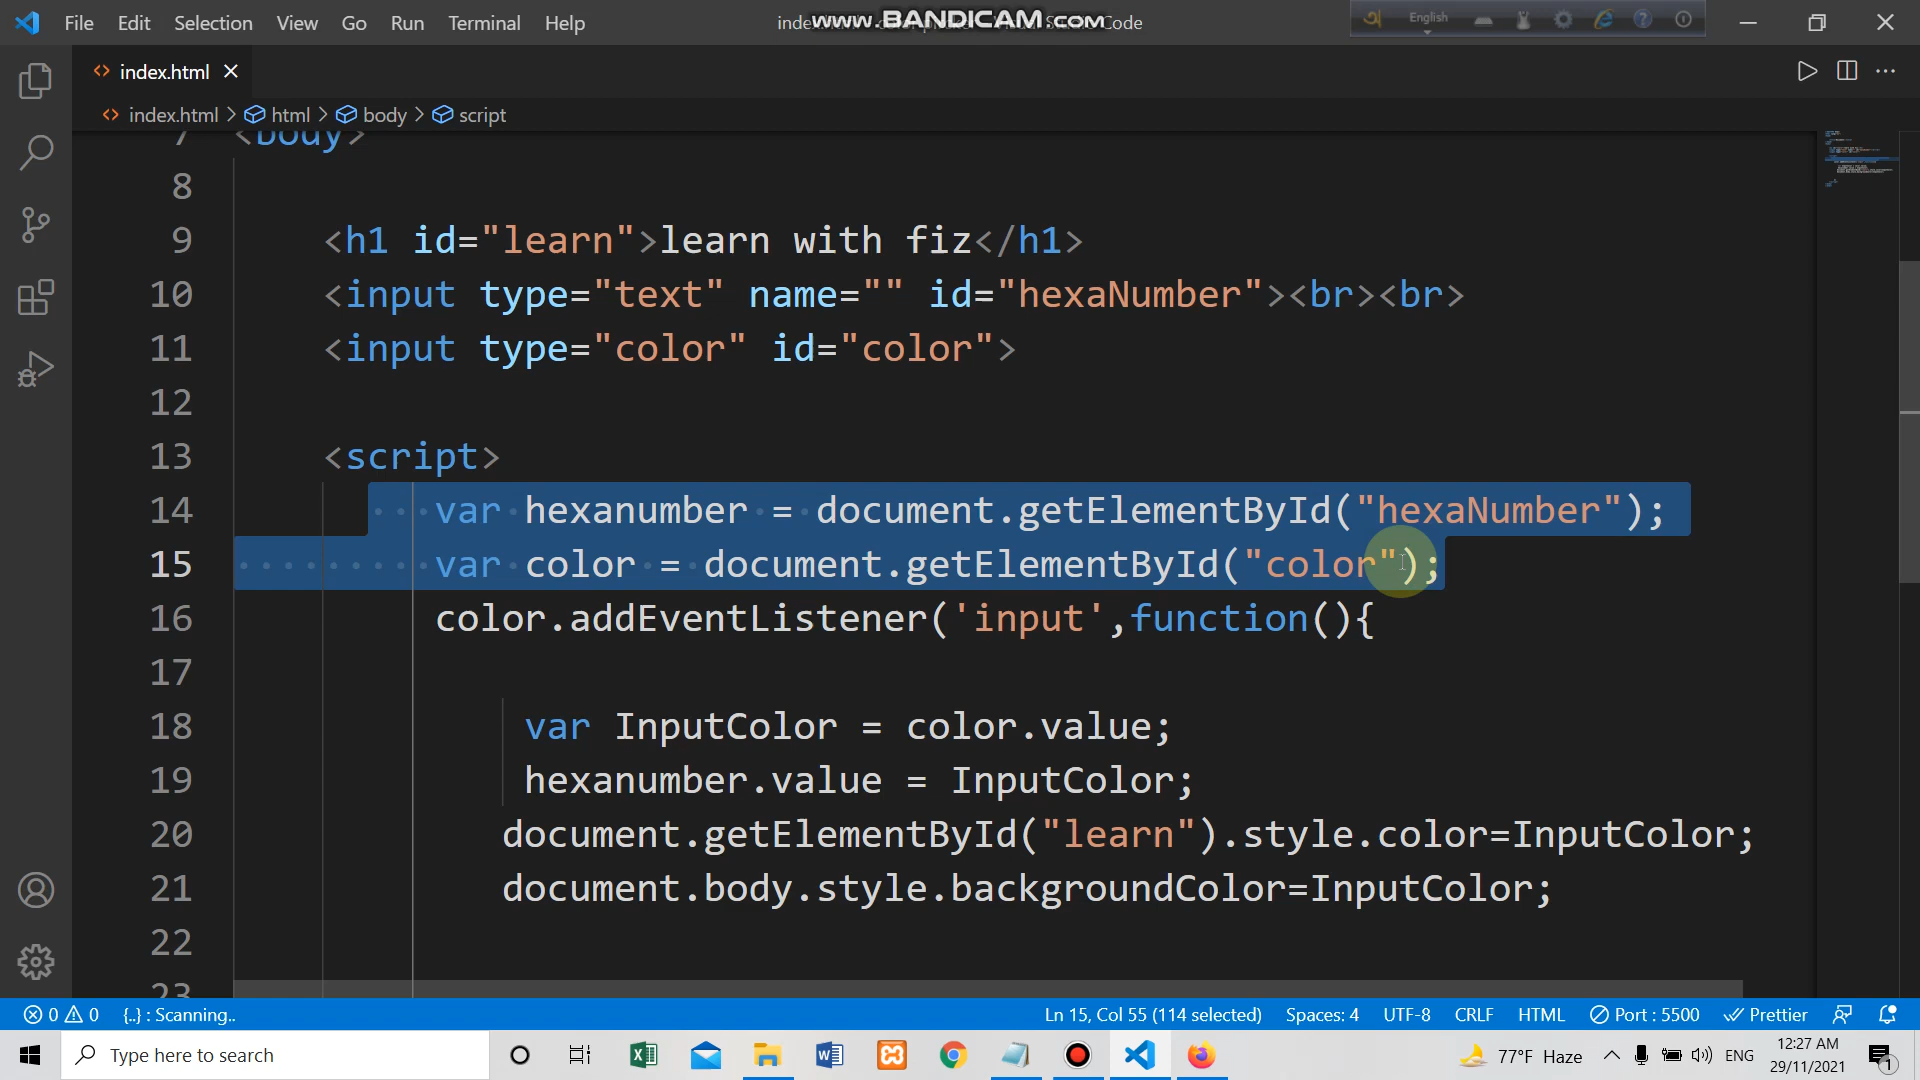 File Edit Selection View Go Run Terminal Help
www.BANDICAM.com
Code
English
index.html
index.html > html > body > script
7 <body>
8
9 <h1 id="learn">learn with fiz</h1>
10 <input type="text" name="" id="hexaNumber"><br><br>
11 <input type="color" id="color">
12
13 <script>
14 var hexanumber = document.getElementById("hexaNumber");
15 var color = document.getElementById("color");
16 color.addEventListener('input',function(){
17
18 var InputColor = color.value;
19 hexanumber.value = InputColor;
20 document.getElementById("learn").style.color=InputColor;
21 document.body.style.backgroundColor=InputColor;
22
23
0 0 {..} : Scanning.. Ln 15, Col 55 (114 selected) Spaces: 4 UTF-8 CRLF HTML Port : 5500 Prettier
Type here to search
77°F Haze ENG
12:27 AM
29/11/2021
1